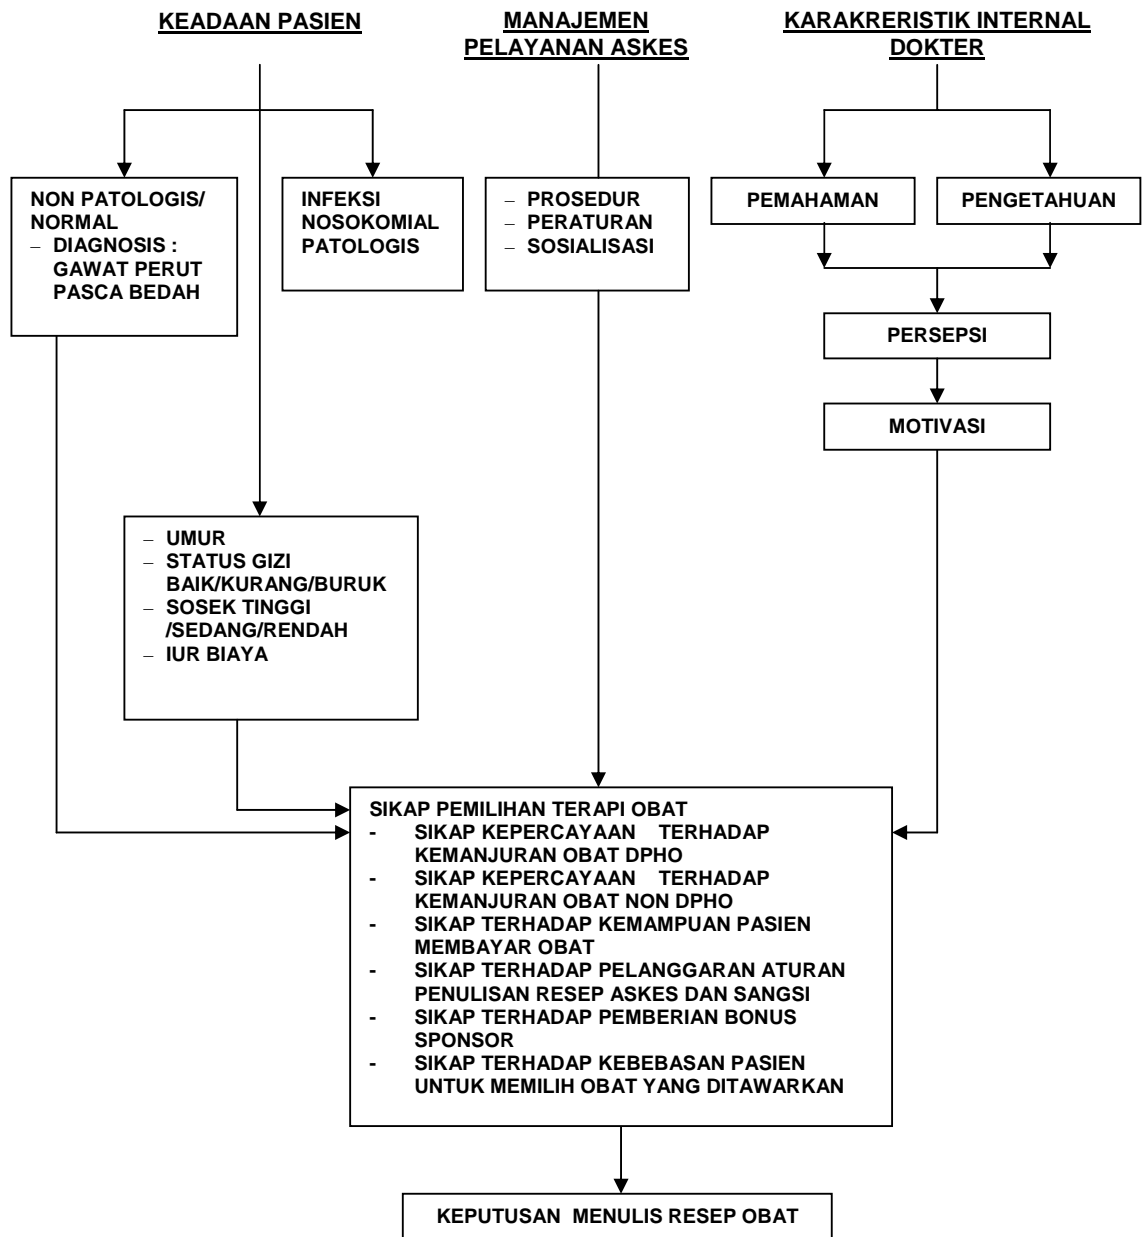 KEADAAN PASIEN
MANAJEMEN
PELAYANAN ASKES
KARAKRERISTIK INTERNAL
DOKTER
NON PATOLOGIS/
NORMAL
– DIAGNOSIS :
GAWAT PERUT
PASCA BEDAH
INFEKSI
NOSOKOMIAL
PATOLOGIS
– PROSEDUR
– PERATURAN
– SOSIALISASI
PEMAHAMAN
PENGETAHUAN
PERSEPSI
MOTIVASI
– UMUR
– STATUS GIZI
BAIK/KURANG/BURUK
– SOSEK TINGGI
/SEDANG/RENDAH
– IUR BIAYA
SIKAP PEMILIHAN TERAPI OBAT
- SIKAP KEPERCAYAAN TERHADAP
KEMANJURAN OBAT DPHO
- SIKAP KEPERCAYAAN TERHADAP
KEMANJURAN OBAT NON DPHO
- SIKAP TERHADAP KEMAMPUAN PASIEN
MEMBAYAR OBAT
- SIKAP TERHADAP PELANGGARAN ATURAN
PENULISAN RESEP ASKES DAN SANGSI
- SIKAP TERHADAP PEMBERIAN BONUS
SPONSOR
- SIKAP TERHADAP KEBEBASAN PASIEN
UNTUK MEMILIH OBAT YANG DITAWARKAN
KEPUTUSAN MENULIS RESEP OBAT